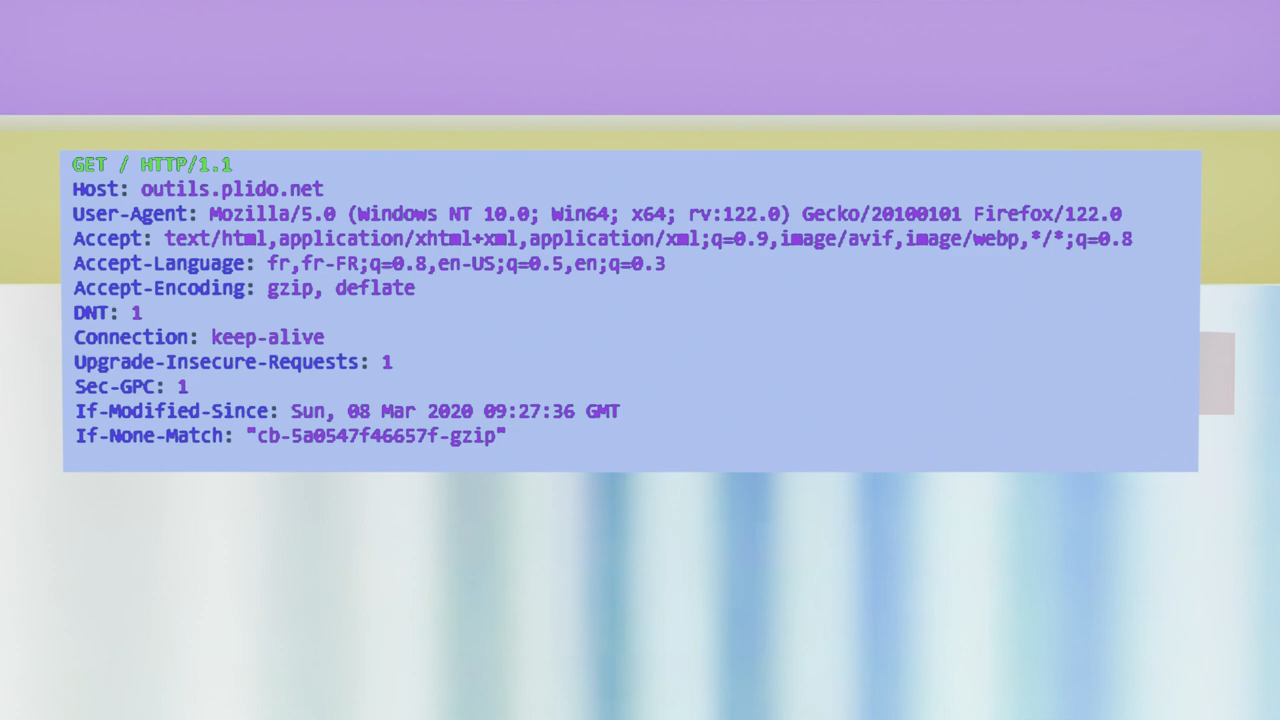 GET / HTTP/1.1
Host: outils.plido.net
User-Agent: Mozilla/5.0 (Windows NT 10.0; Win64; x64; rv:122.0) Gecko/20100101 Firefox/122.0
Accept: text/html,application/xhtml+xml,application/xml;q=0.9,image/avif,image/webp,*/*;q=0.8
Accept-Language: fr,fr-FR;q=0.8,en-US;q=0.5,en;q=0.3
Accept-Encoding: gzip, deflate
DNT: 1
Connection: keep-alive
Upgrade-Insecure-Requests: 1
Sec-GPC: 1
If-Modified-Since: Sun, 08 Mar 2020 09:27:36 GMT
If-None-Match: "cb-5a0547f46657f-gzip"